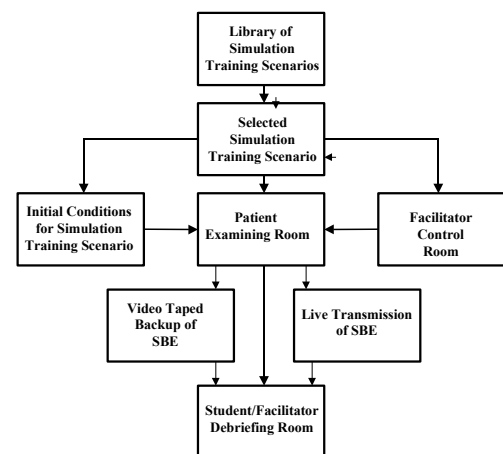 Library of
Simulation
Training Scenarios
Selected
Simulation
Training Scenario
Initial Conditions
for Simulation
Training Scenario
Patient
Examining Room
Facilitator
Control
Room
Video Taped
Backup of
SBE
Live Transmission
of SBE
Student/Facilitator
Debriefing Room